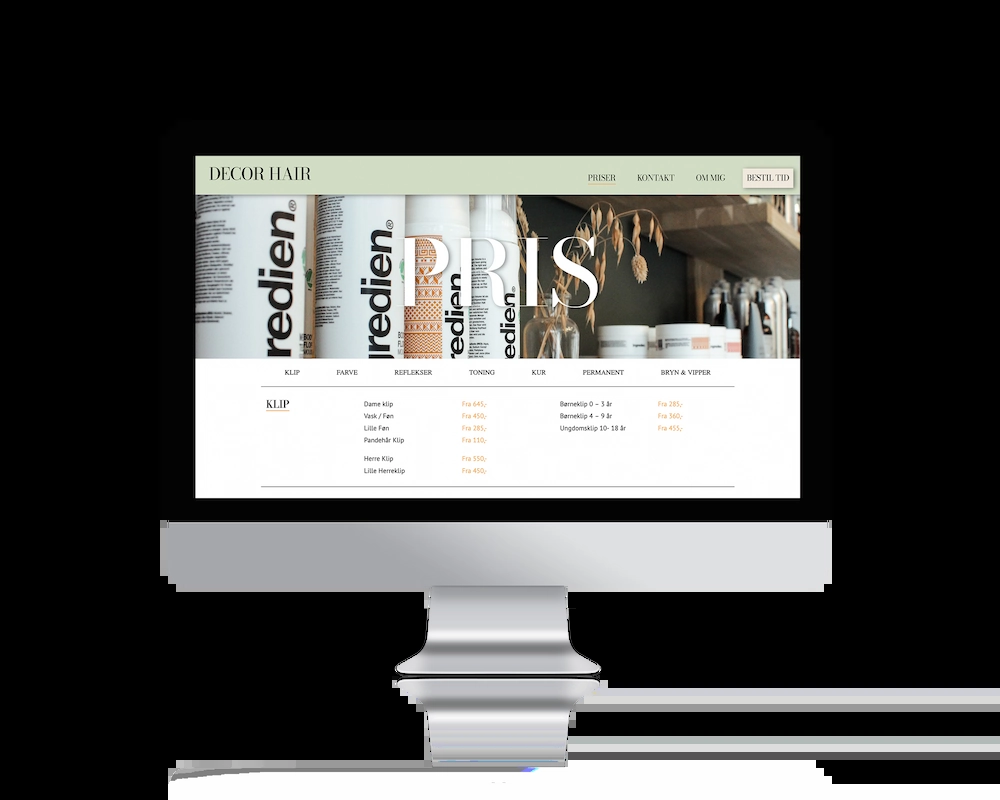 DECOR HAIR
PRISER KONTAKT OM MIG BESTIL TID
redien®
gredien®
redien
edien®
PRIS
KLIP FARVE REFLEKSER TONING KUR PERMANENT BRYN & VIPPER
KLIP
Dame klip Fra 645,-
Vask / Føn Fra 450,-
Lille Føn Fra 285,-
Pandehår Klip Fra 110,-
Herre Klip Fra 550,-
Lille Herreklip Fra 450,-
Børneklip 0 – 3 år Fra 285,-
Børneklip 4 – 9 år Fra 360,-
Ungdomsklip 10- 18 år Fra 455,-